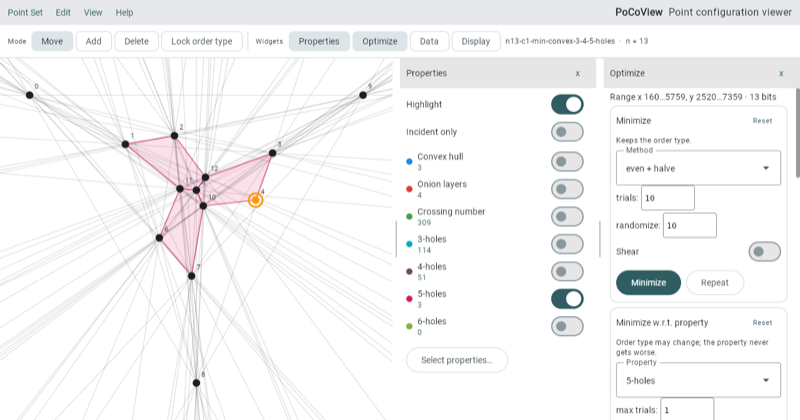 Point Set Edit View Help PoCoView Point configuration viewer
Mode Move Add Delete Lock order type Widgets Properties Optimize Data Display n13-c1-min-convex-3-4-5-holes · n = 13
0
9
1
2
3
12
11
4
10
6
7
8
Properties x
Highlight
Incident only
Convex hull
3
Onion layers
4
Crossing number
309
3-holes
114
4-holes
51
5-holes
3
6-holes
0
Select properties...
Optimize x
Range x 160...5759, y 2520...7359 · 13 bits
Minimize Reset
Keeps the order type.
Method
even + halve
trials: 10
randomize: 10
Shear
Minimize Repeat
Minimize w.r.t. property Reset
Order type may change; the property never
gets worse.
Property
5-holes
max trials: 1